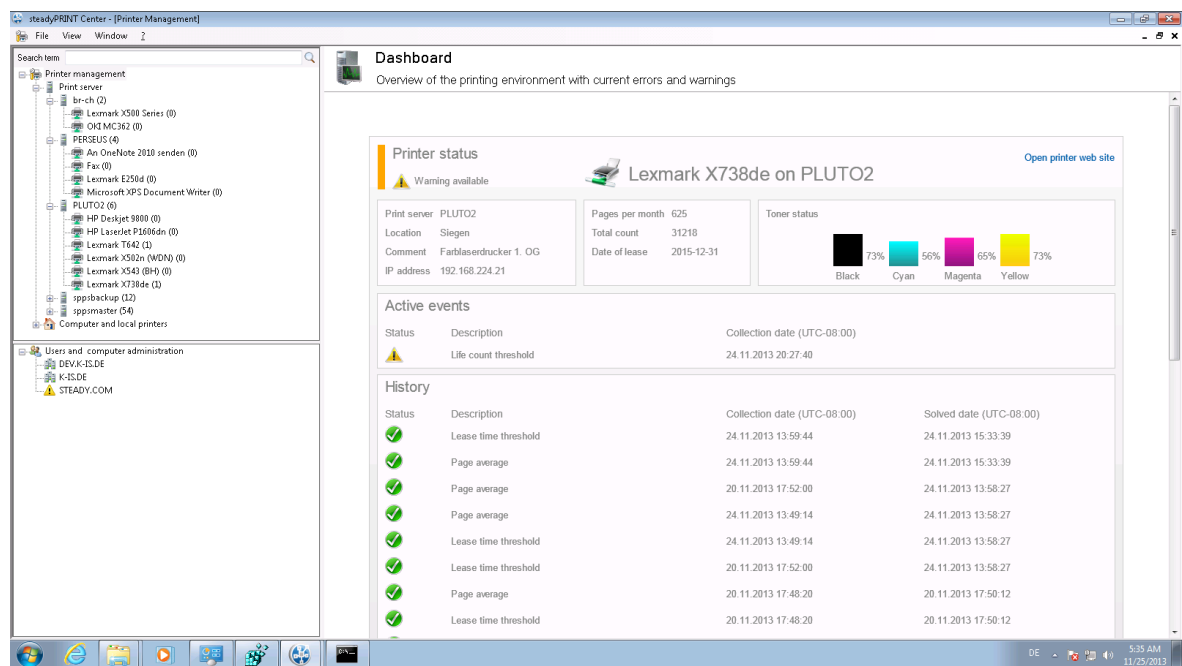 steadyPRINT Center - [Printer Management]
File View Window ?
Search term
Printer management
Print server
br-ch (2)
Lexmark X500 Series (0)
OKI MC362 (0)
PERSEUS (4)
An OneNote 2010 senden (0)
Fax (0)
Lexmark E250d (0)
Microsoft XPS Document Writer (0)
PLUTO2 (6)
HP Deskjet 9800 (0)
HP LaserJet P1606dn (0)
Lexmark T642 (1)
Lexmark X502n (WDN) (0)
Lexmark X543 (BH) (0)
Lexmark X738de (1)
sppsbackup (12)
sppsmaster (54)
Computer and local printers
Users and computer administration
DEV.K-IS.DE
K-IS.DE
STEADY.COM
Dashboard
Overview of the printing environment with current errors and warnings
Printer status
Warning available
Lexmark X738de on PLUTO2
Open printer web site
Print server PLUTO2
Location Siegen
Comment Farblaserdrucker 1. OG
IP address 192.168.224.21
Pages per month 625
Total count 31218
Date of lease 2015-12-31
Toner status
73% 56% 65% 73%
Black Cyan Magenta Yellow
Active events
Status Description Collection date (UTC-08:00)
Life count threshold 24.11.2013 20:27:40
History
Status Description Collection date (UTC-08:00) Solved date (UTC-08:00)
Lease time threshold 24.11.2013 13:59:44 24.11.2013 15:33:39
Page average 24.11.2013 13:59:44 24.11.2013 15:33:39
Page average 20.11.2013 17:52:00 24.11.2013 13:58:27
Page average 24.11.2013 13:49:14 24.11.2013 13:58:27
Lease time threshold 24.11.2013 13:49:14 24.11.2013 13:58:27
Lease time threshold 20.11.2013 17:52:00 24.11.2013 13:58:27
Page average 20.11.2013 17:48:20 20.11.2013 17:50:12
Lease time threshold 20.11.2013 17:48:20 20.11.2013 17:50:12
DE 5:35 AM
11/25/2013